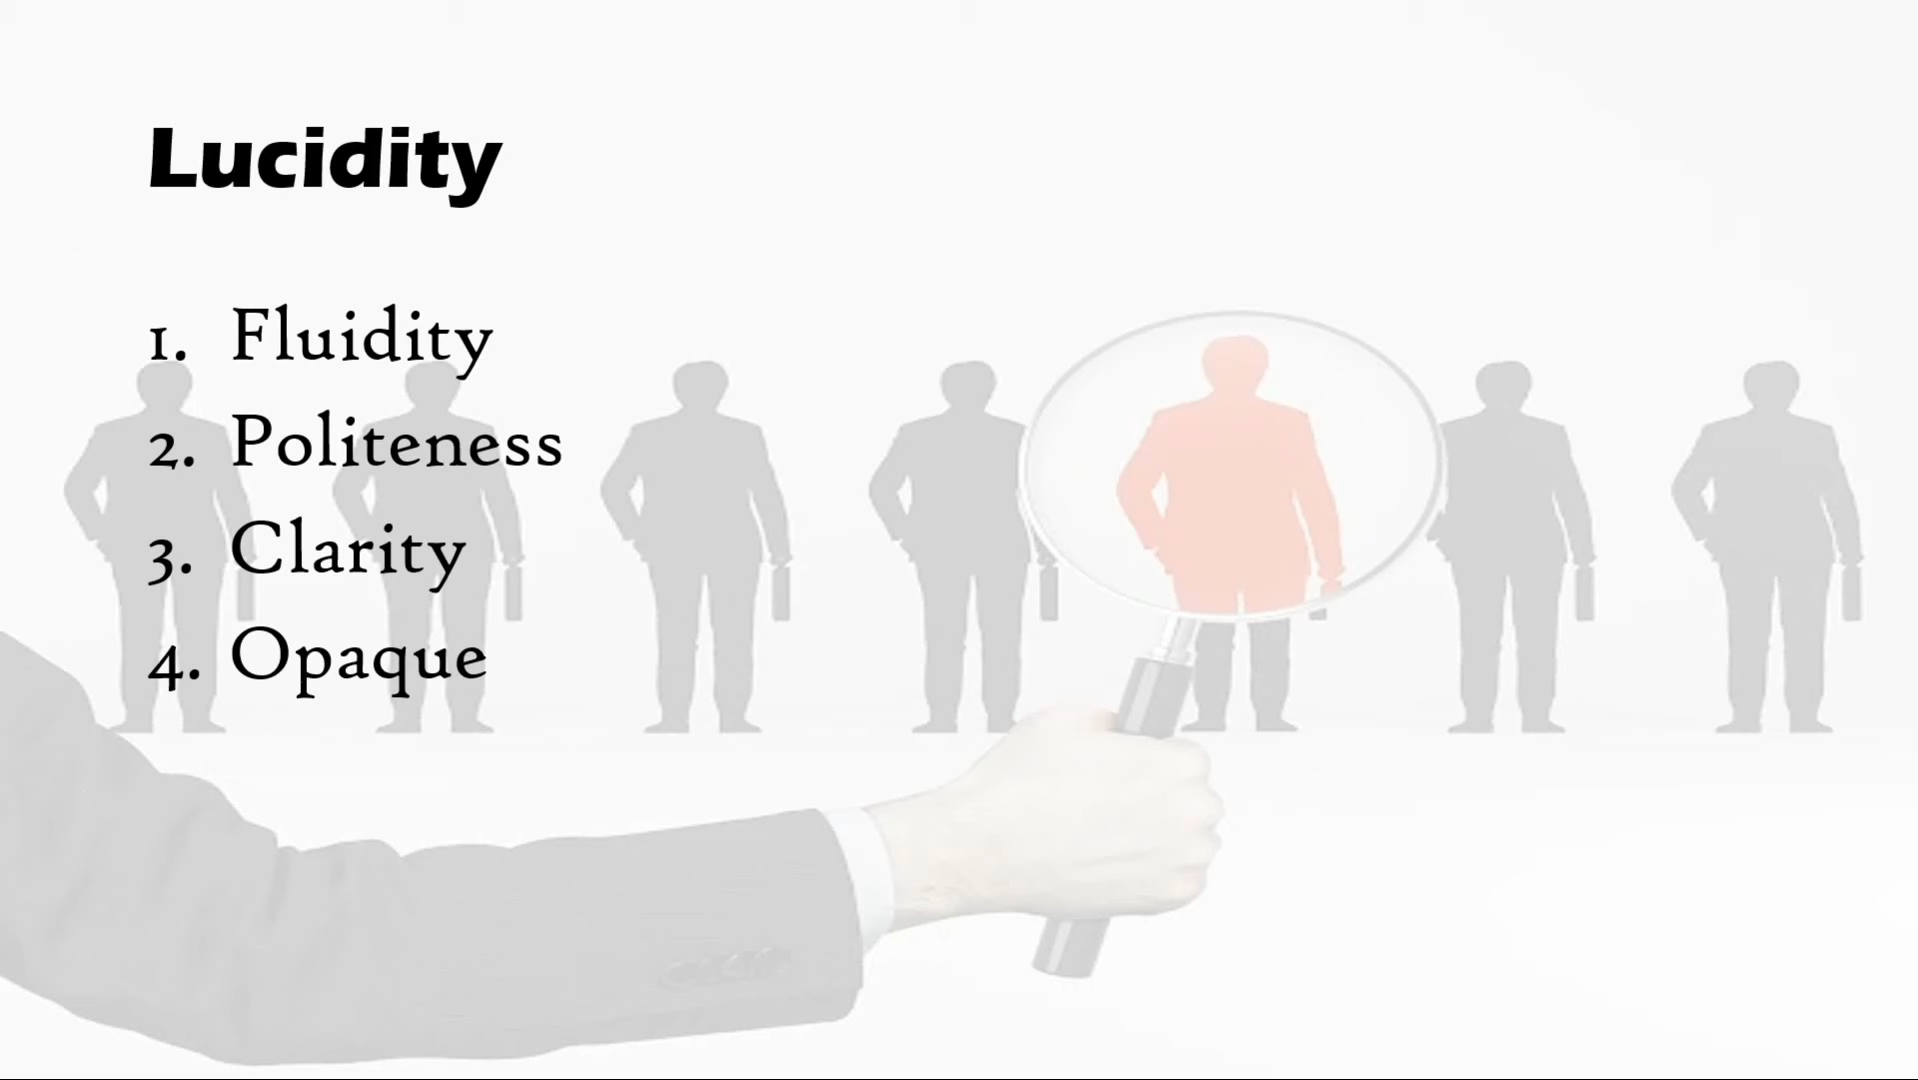 Lucidity
1. Fluidity
2. Politeness
3. Clarity
4. Opaque